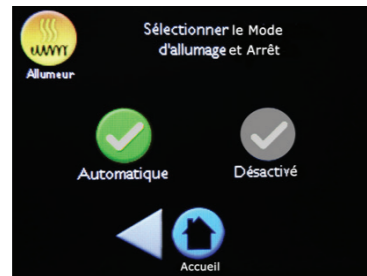 Sélectionner le Mode
d'allumage et Arrêt
Allumeur
Automatique
Désactivé
Accueil